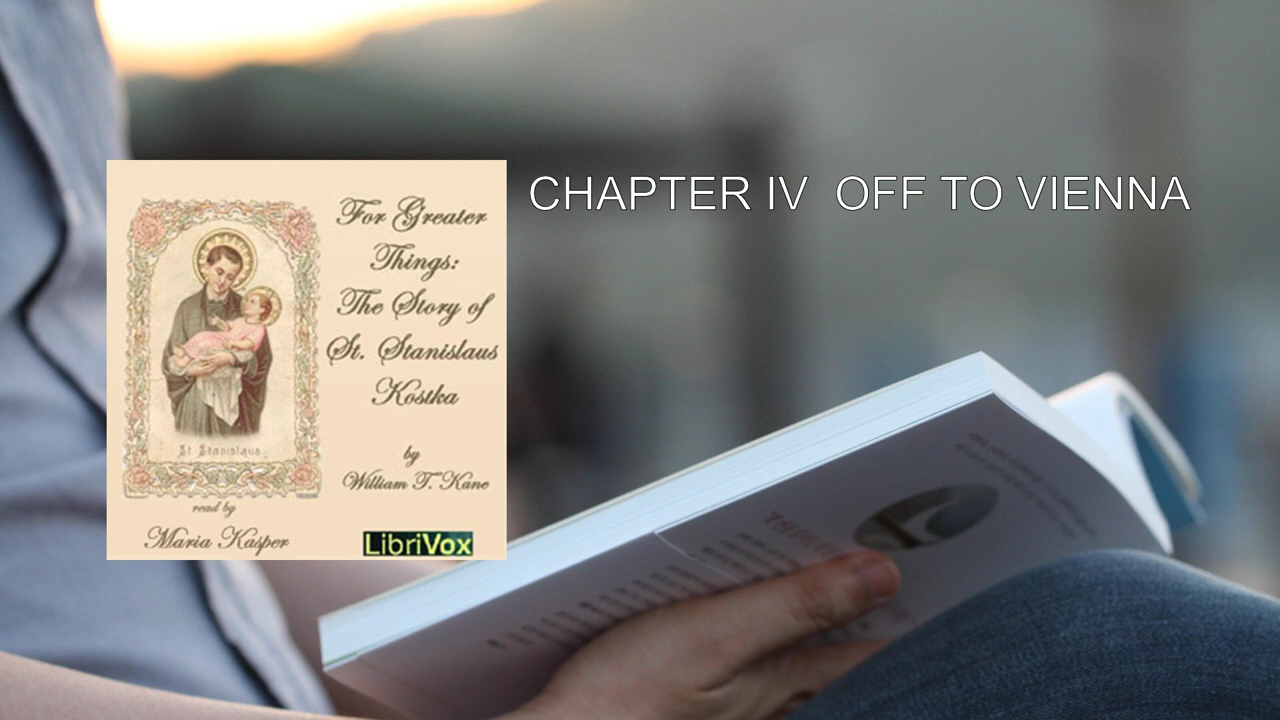 For Greater
Things:
The Story of
St. Stanislaus
Kostka
by
William T. Kane
St. Stanislaus.
read by
Maria Kasper
LibriVox
CHAPTER IV  OFF TO VIENNA